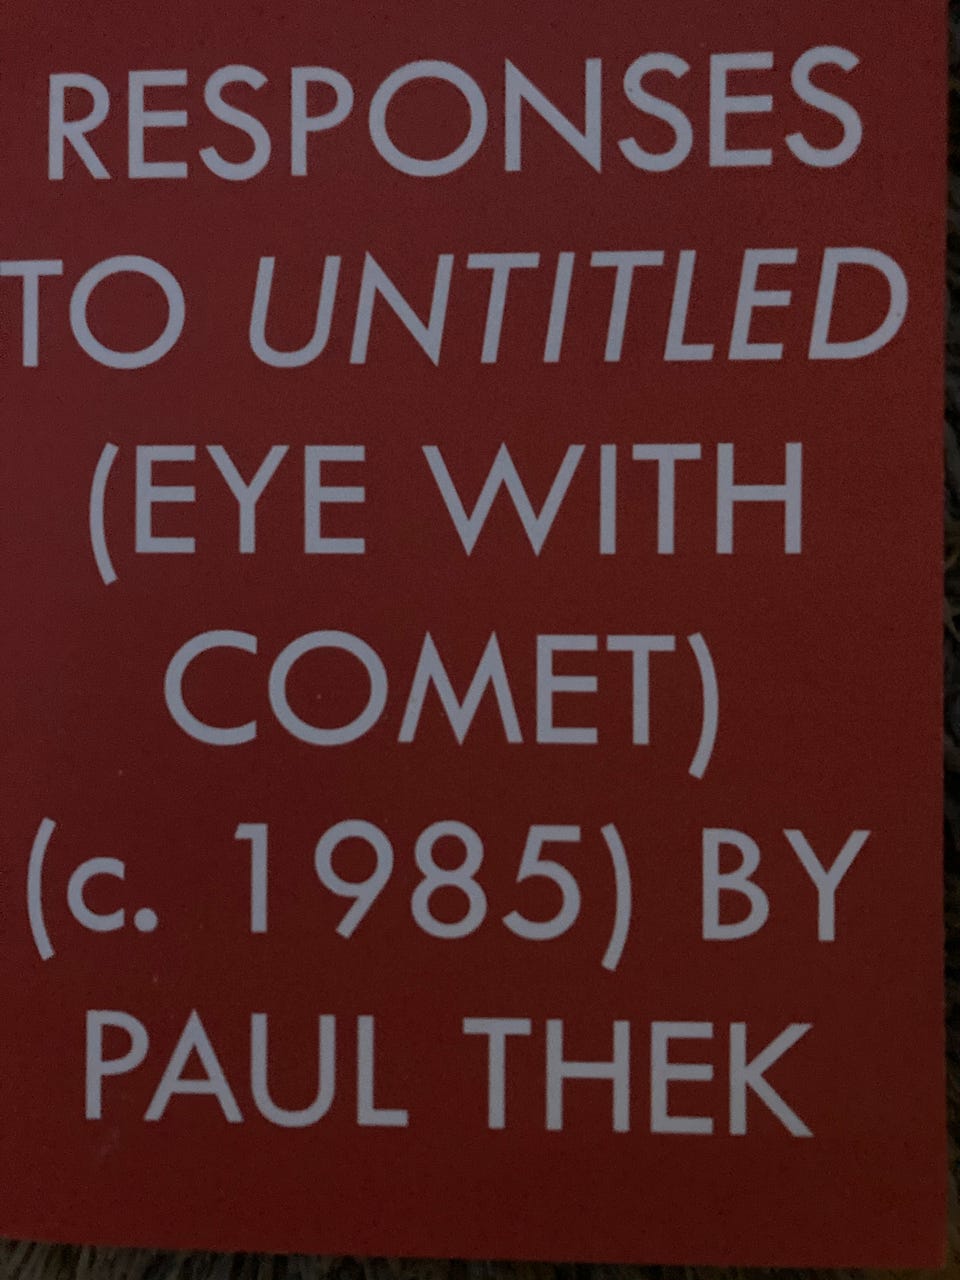 RESPONSES
TO UNTITLED
(EYE WITH
COMET)
(c. 1985) BY
PAUL THEK